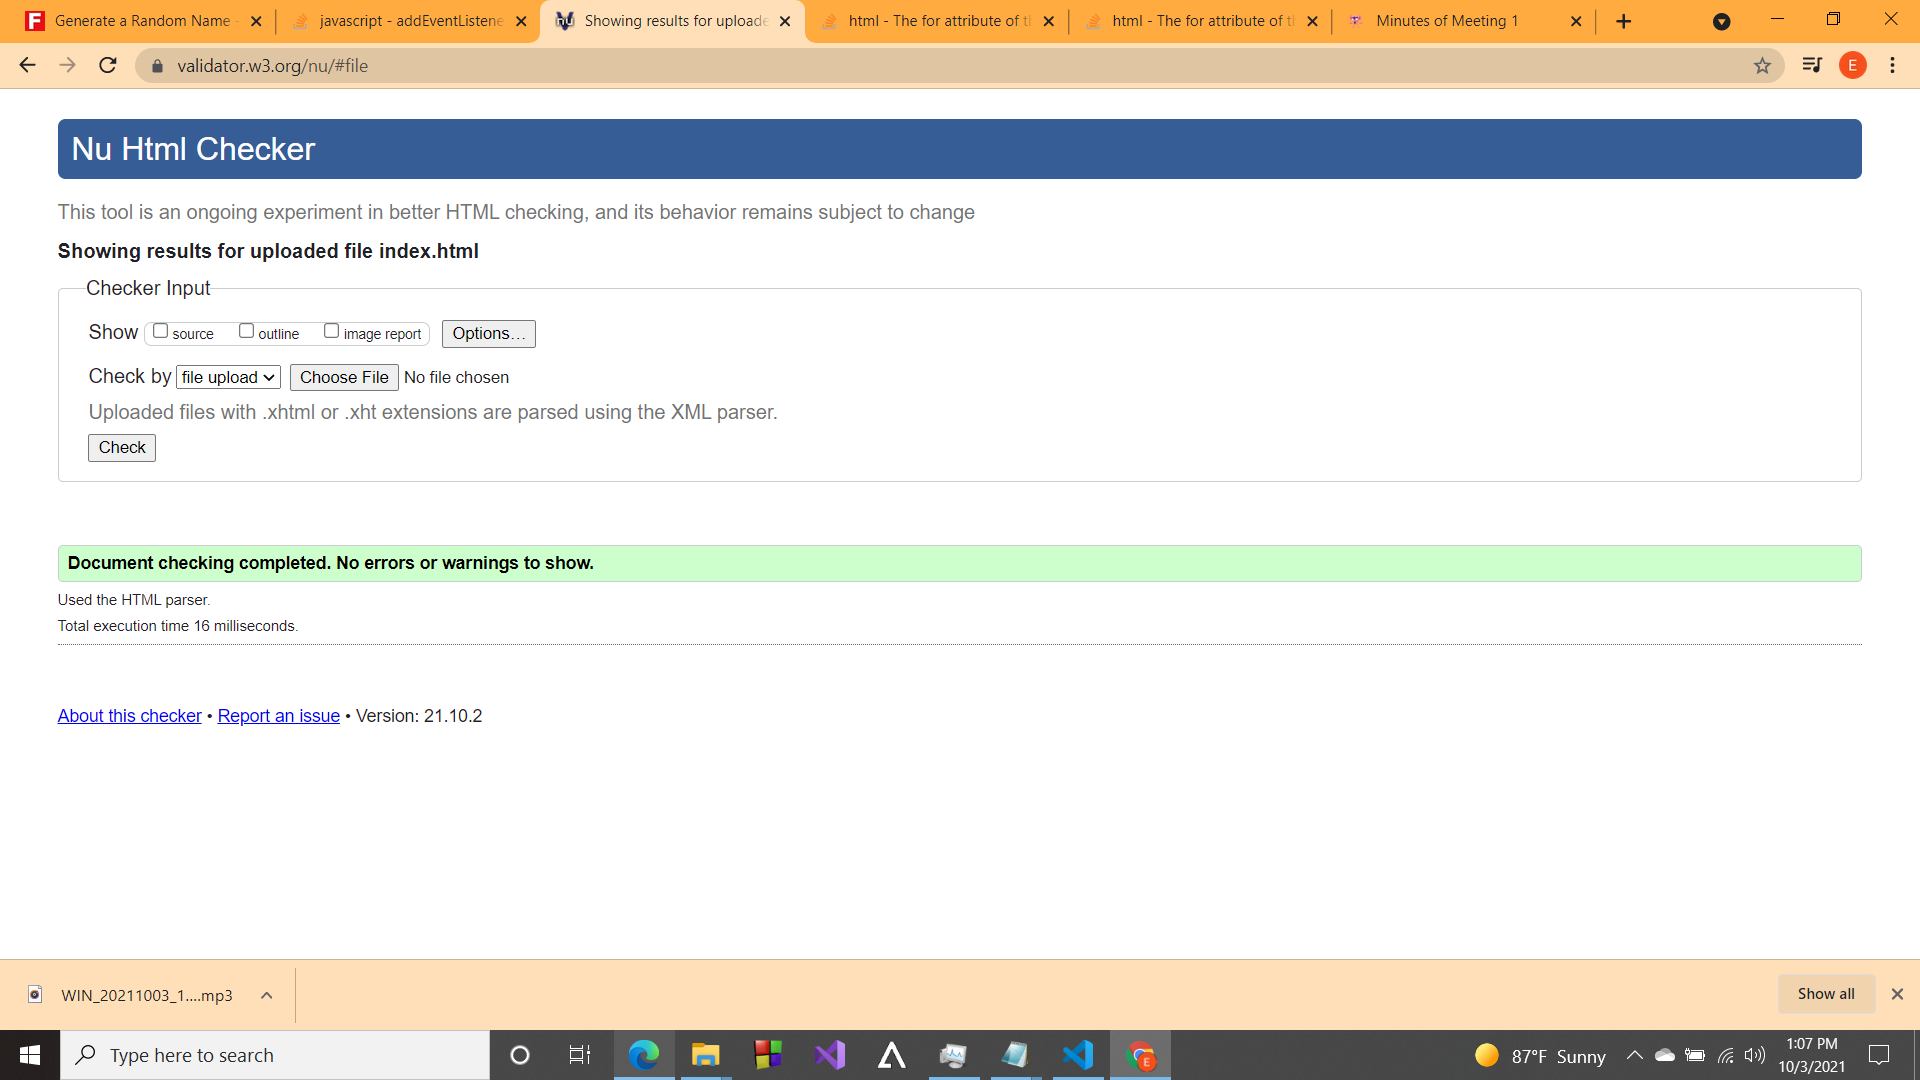 Generate a Random Name -
javascript - addEventListene
Showing results for uploade
html - The for attribute of th
html - The for attribute of th
Minutes of Meeting 1
validator.w3.org/nu/#file
E
Nu Html Checker
This tool is an ongoing experiment in better HTML checking, and its behavior remains subject to change
Showing results for uploaded file index.html
Checker Input
Show source outline image report Options…
Check by file upload Choose File No file chosen
Uploaded files with .xhtml or .xht extensions are parsed using the XML parser.
Check
Document checking completed. No errors or warnings to show.
Used the HTML parser.
Total execution time 16 milliseconds.
About this checker • Report an issue • Version: 21.10.2
WIN_20211003_1....mp3
Show all
Type here to search
87°F Sunny
1:07 PM
10/3/2021